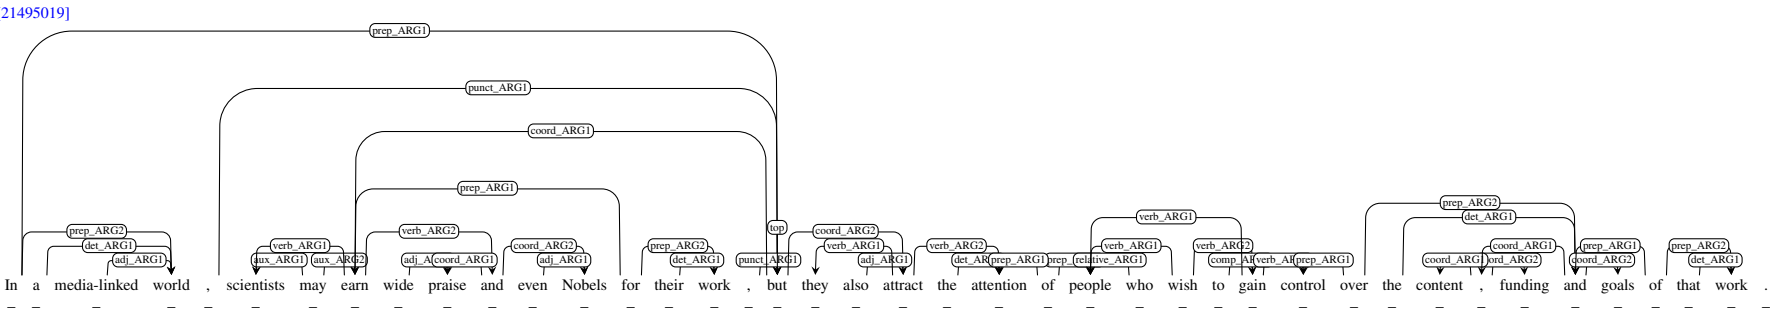 21495019]
prep_ARG1
punct_ARG1
coord_ARG1
prep_ARG1
prep_ARG2
verb_ARG1
det_ARG1
top
prep_ARG2 verb_ARG2 coord_ARG2
det_ARG1 verb_ARG1 coord_ARG2 prep_ARG2 verb_ARG1 verb_ARG2 verb_ARG1 verb_ARG2 coord_ARG1 prep_ARG1 prep_ARG2
adj_ARG1 aux_ARG1 aux_ARG2 coord_ARG1 adj_ARG1 det_ARG1 punct_ARG1 adj_ARG1 prep_ARG1 relative_ARG1 prep_ARG1 coord_ARG1 coord_ARG2 det_ARG1
In a media-linked world , scientists may earn wide praise and even Nobels for their work , but they also attract the attention of people who wish to gain control over the content , funding and goals of that work .